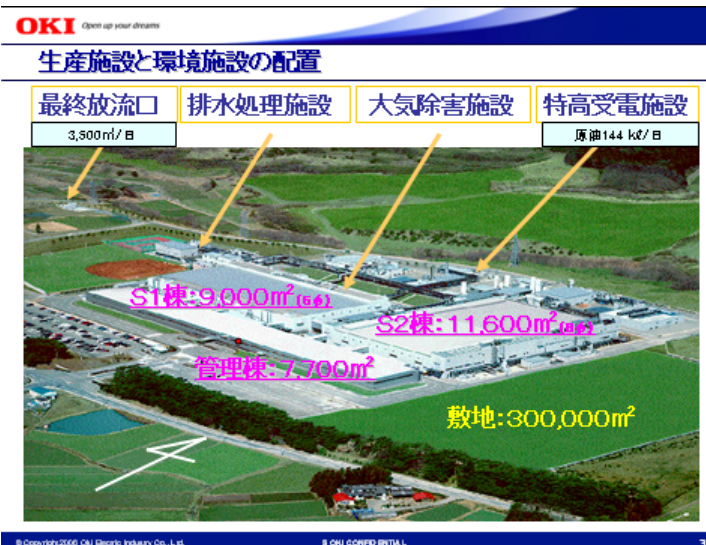 OKI Open up your dreams
生産施設と環境施設の配置
最終放流口 排水処理施設 大気除害施設 特高受電施設
3,500㎥/日 原油144 kℓ/日
S1棟:9,000m²(5φ)
S2棟:11,600m²
管理棟:7,700m²
敷地:300,000m²
© Copyright 2006 Oki Electric Industry Co., Ltd. OKI CONFIDENTIAL 3